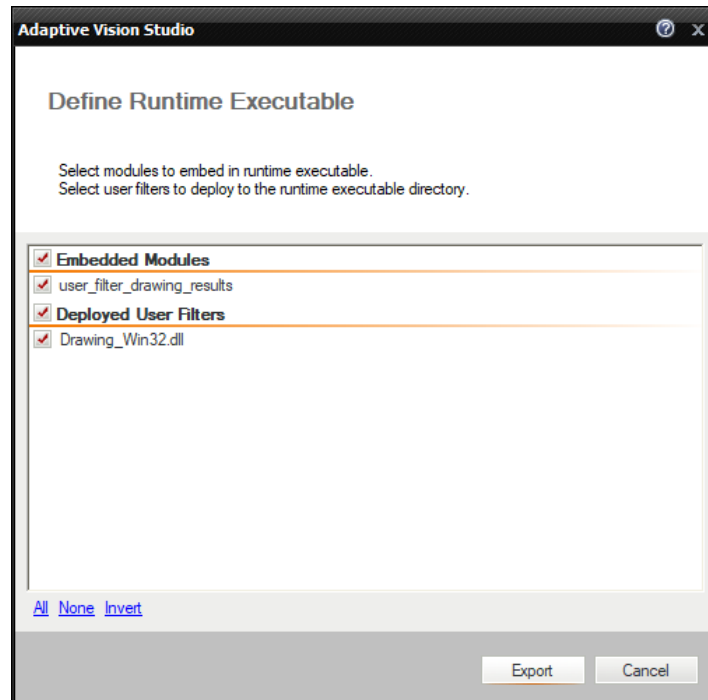 Adaptive Vision Studio
Define Runtime Executable
Select modules to embed in runtime executable.
Select user filters to deploy to the runtime executable directory.
Embedded Modules
user_filter_drawing_results
Deployed User Filters
Drawing_Win32.dll
All None Invert
Export Cancel